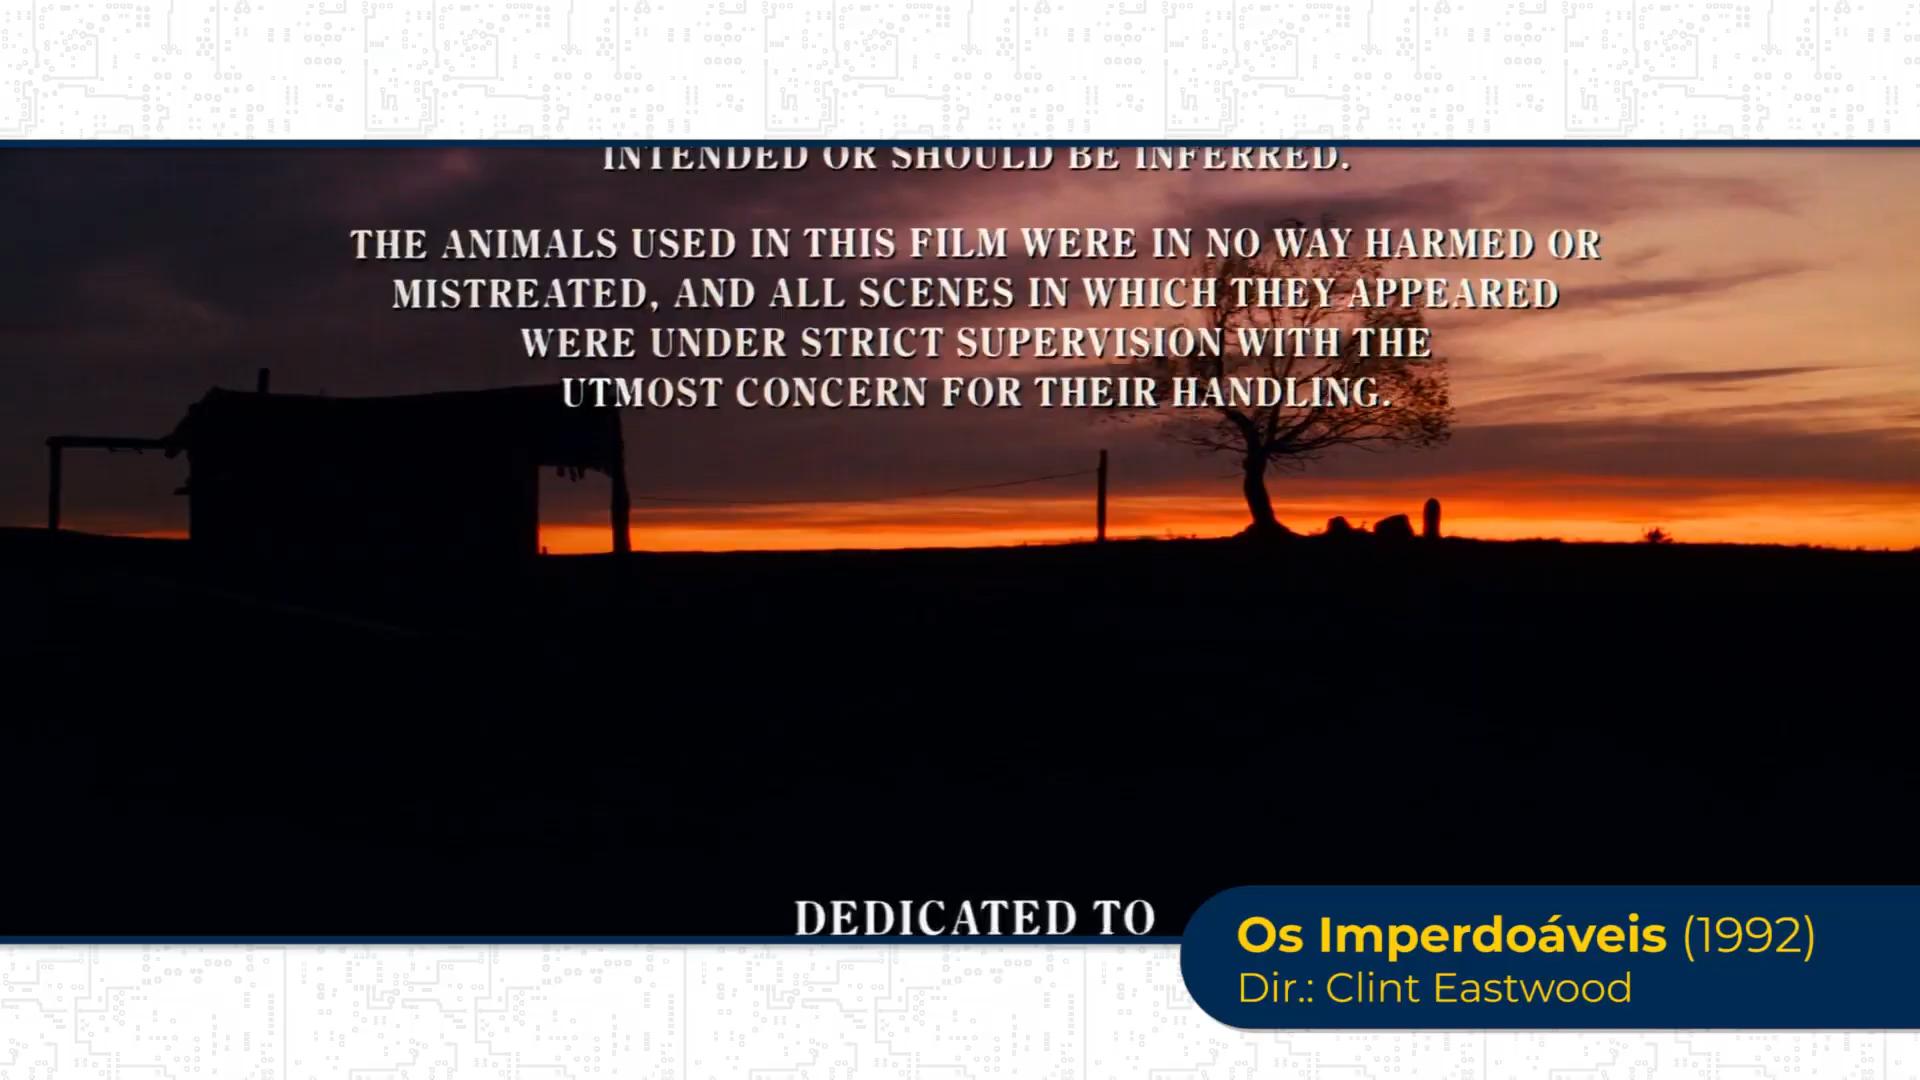 INTENDED OR SHOULD BE INFERRED.
THE ANIMALS USED IN THIS FILM WERE IN NO WAY HARMED OR
MISTREATED, AND ALL SCENES IN WHICH THEY APPEARED
WERE UNDER STRICT SUPERVISION WITH THE
UTMOST CONCERN FOR THEIR HANDLING.
DEDICATED TO
Os Imperdoáveis (1992)
Dir.: Clint Eastwood